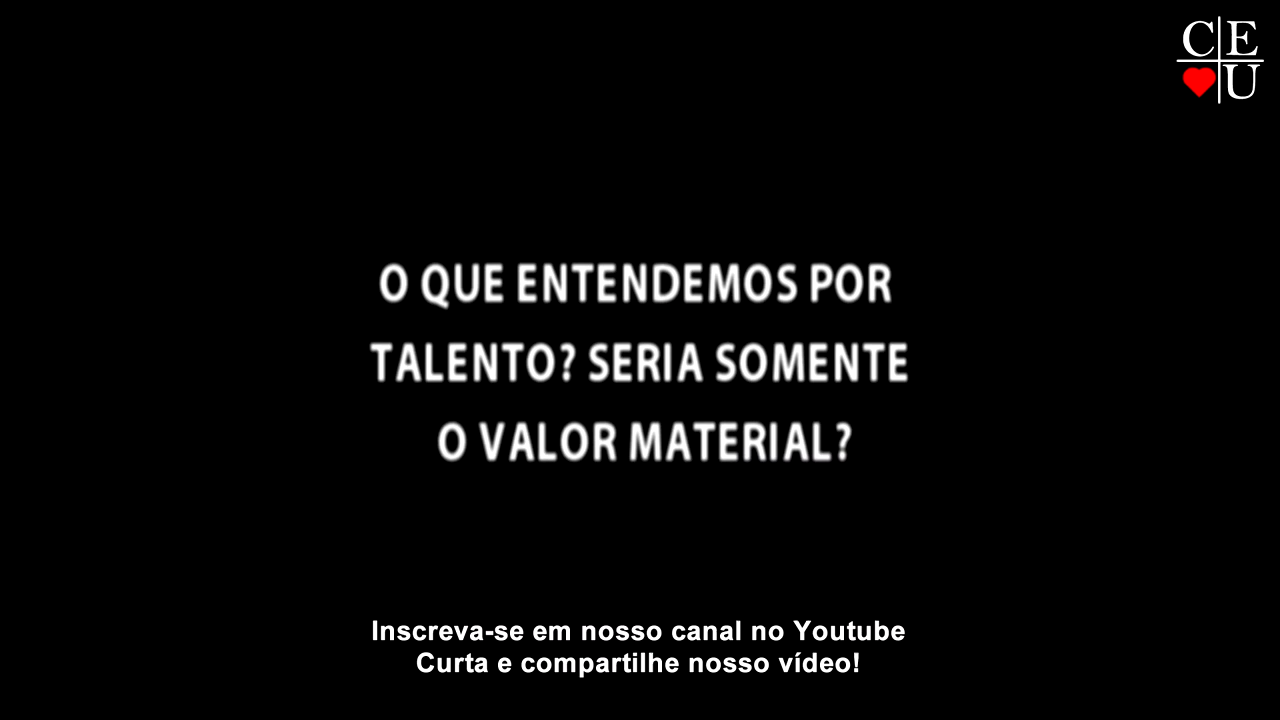 C E
U
O QUE ENTENDEMOS POR
TALENTO? SERIA SOMENTE
O VALOR MATERIAL?
Inscreva-se em nosso canal no Youtube
Curta e compartilhe nosso vídeo!